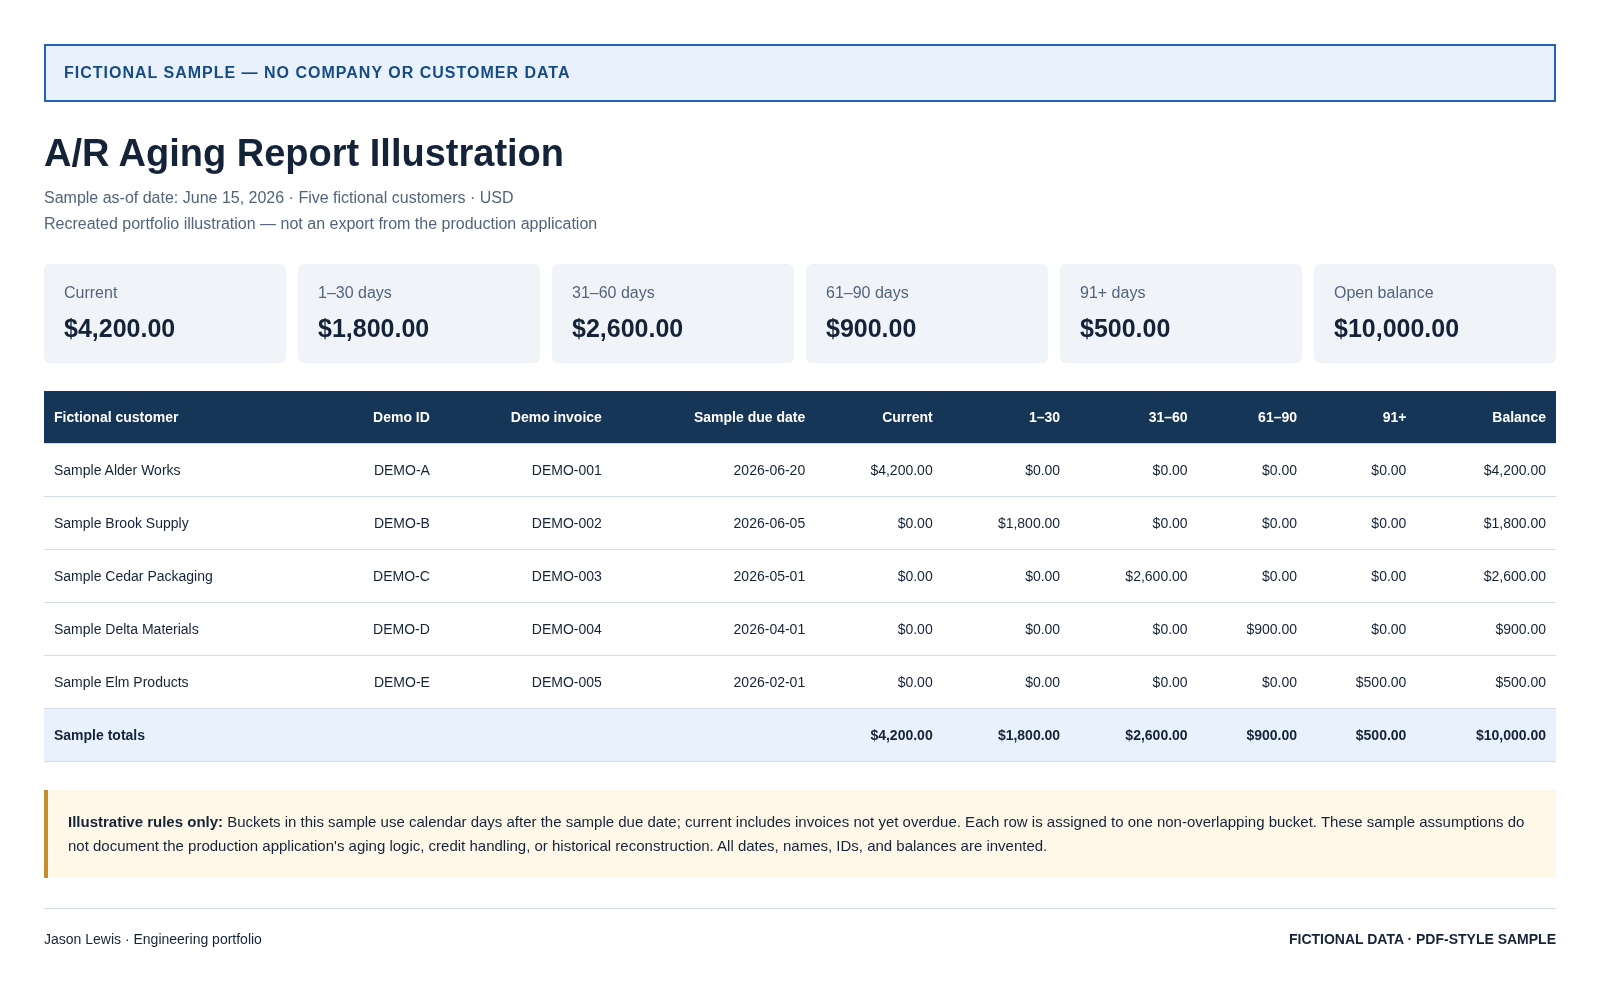 FICTIONAL SAMPLE — NO COMPANY OR CUSTOMER DATA
A/R Aging Report Illustration
Sample as-of date: June 15, 2026 · Five fictional customers · USD
Recreated portfolio illustration — not an export from the production application
Current 1–30 days 31–60 days 61–90 days 91+ days Open balance
$4,200.00 $1,800.00 $2,600.00 $900.00 $500.00 $10,000.00
Fictional customer Demo ID Demo invoice Sample due date Current 1–30 31–60 61–90 91+ Balance
Sample Alder Works DEMO-A DEMO-001 2026-06-20 $4,200.00 $0.00 $0.00 $0.00 $0.00 $4,200.00
Sample Brook Supply DEMO-B DEMO-002 2026-06-05 $0.00 $1,800.00 $0.00 $0.00 $0.00 $1,800.00
Sample Cedar Packaging DEMO-C DEMO-003 2026-05-01 $0.00 $0.00 $2,600.00 $0.00 $0.00 $2,600.00
Sample Delta Materials DEMO-D DEMO-004 2026-04-01 $0.00 $0.00 $0.00 $900.00 $0.00 $900.00
Sample Elm Products DEMO-E DEMO-005 2026-02-01 $0.00 $0.00 $0.00 $0.00 $500.00 $500.00
Sample totals $4,200.00 $1,800.00 $2,600.00 $900.00 $500.00 $10,000.00
Illustrative rules only: Buckets in this sample use calendar days after the sample due date; current includes invoices not yet overdue. Each row is assigned to one non-overlapping bucket. These sample assumptions do
not document the production application's aging logic, credit handling, or historical reconstruction. All dates, names, IDs, and balances are invented.
Jason Lewis · Engineering portfolio FICTIONAL DATA · PDF-STYLE SAMPLE